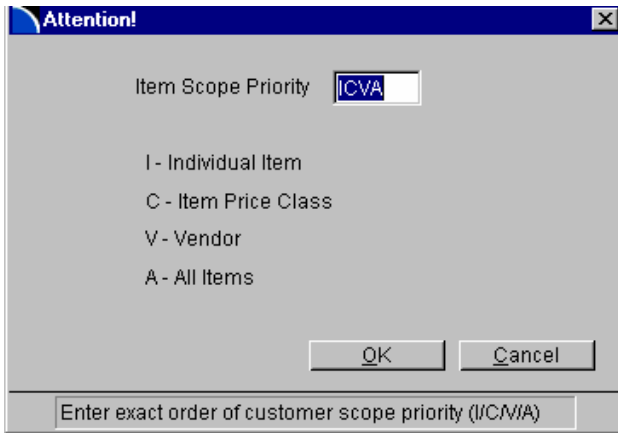 Attention!
Item Scope Priority ICVA
I - Individual Item
C - Item Price Class
V - Vendor
A - All Items
OK Cancel
Enter exact order of customer scope priority (I/C/V/A)